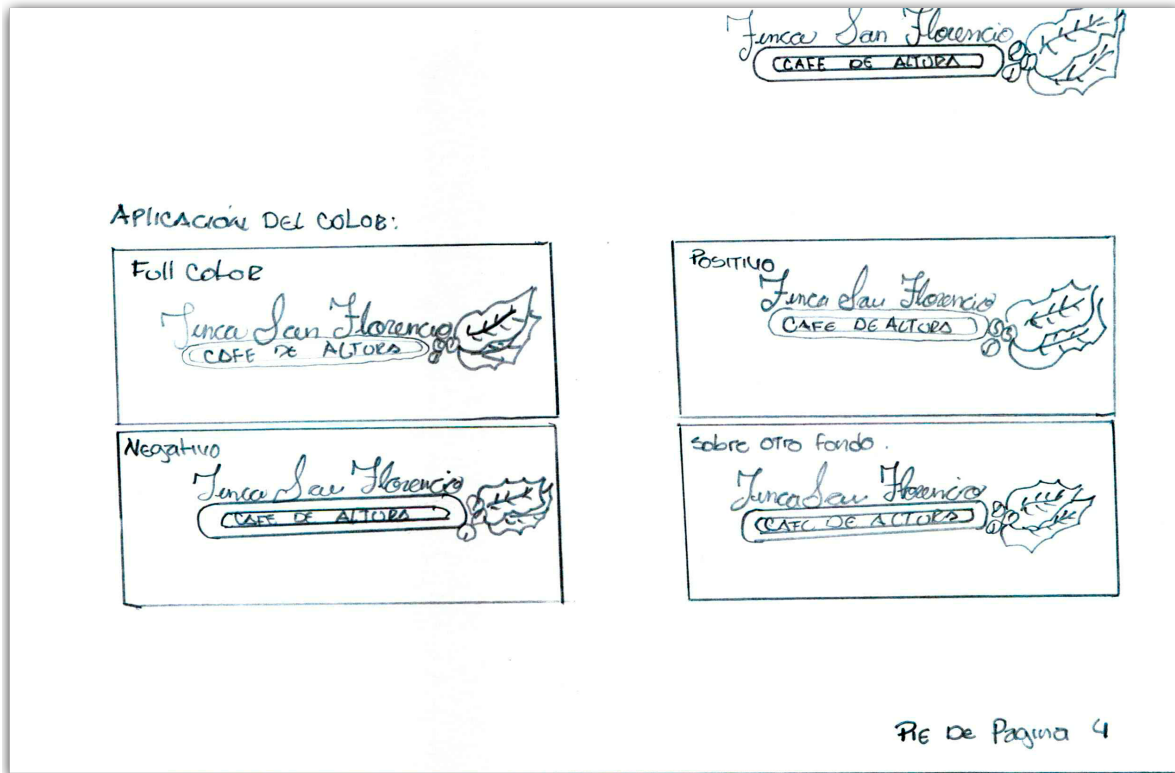 Finca San Florencio
CAFE DE ALTURA
APLICACIÓN DEL COLOR:
Full Color
Finca San Florencio
CAFE DE ALTURA
POSITIVO
Finca San Florencio
CAFE DE ALTURA
Negativo
Finca San Florencio
CAFE DE ALTURA
Sobre otro fondo.
Finca San Florencio
CAFE DE ALTURA
PIE DE Pagina 4